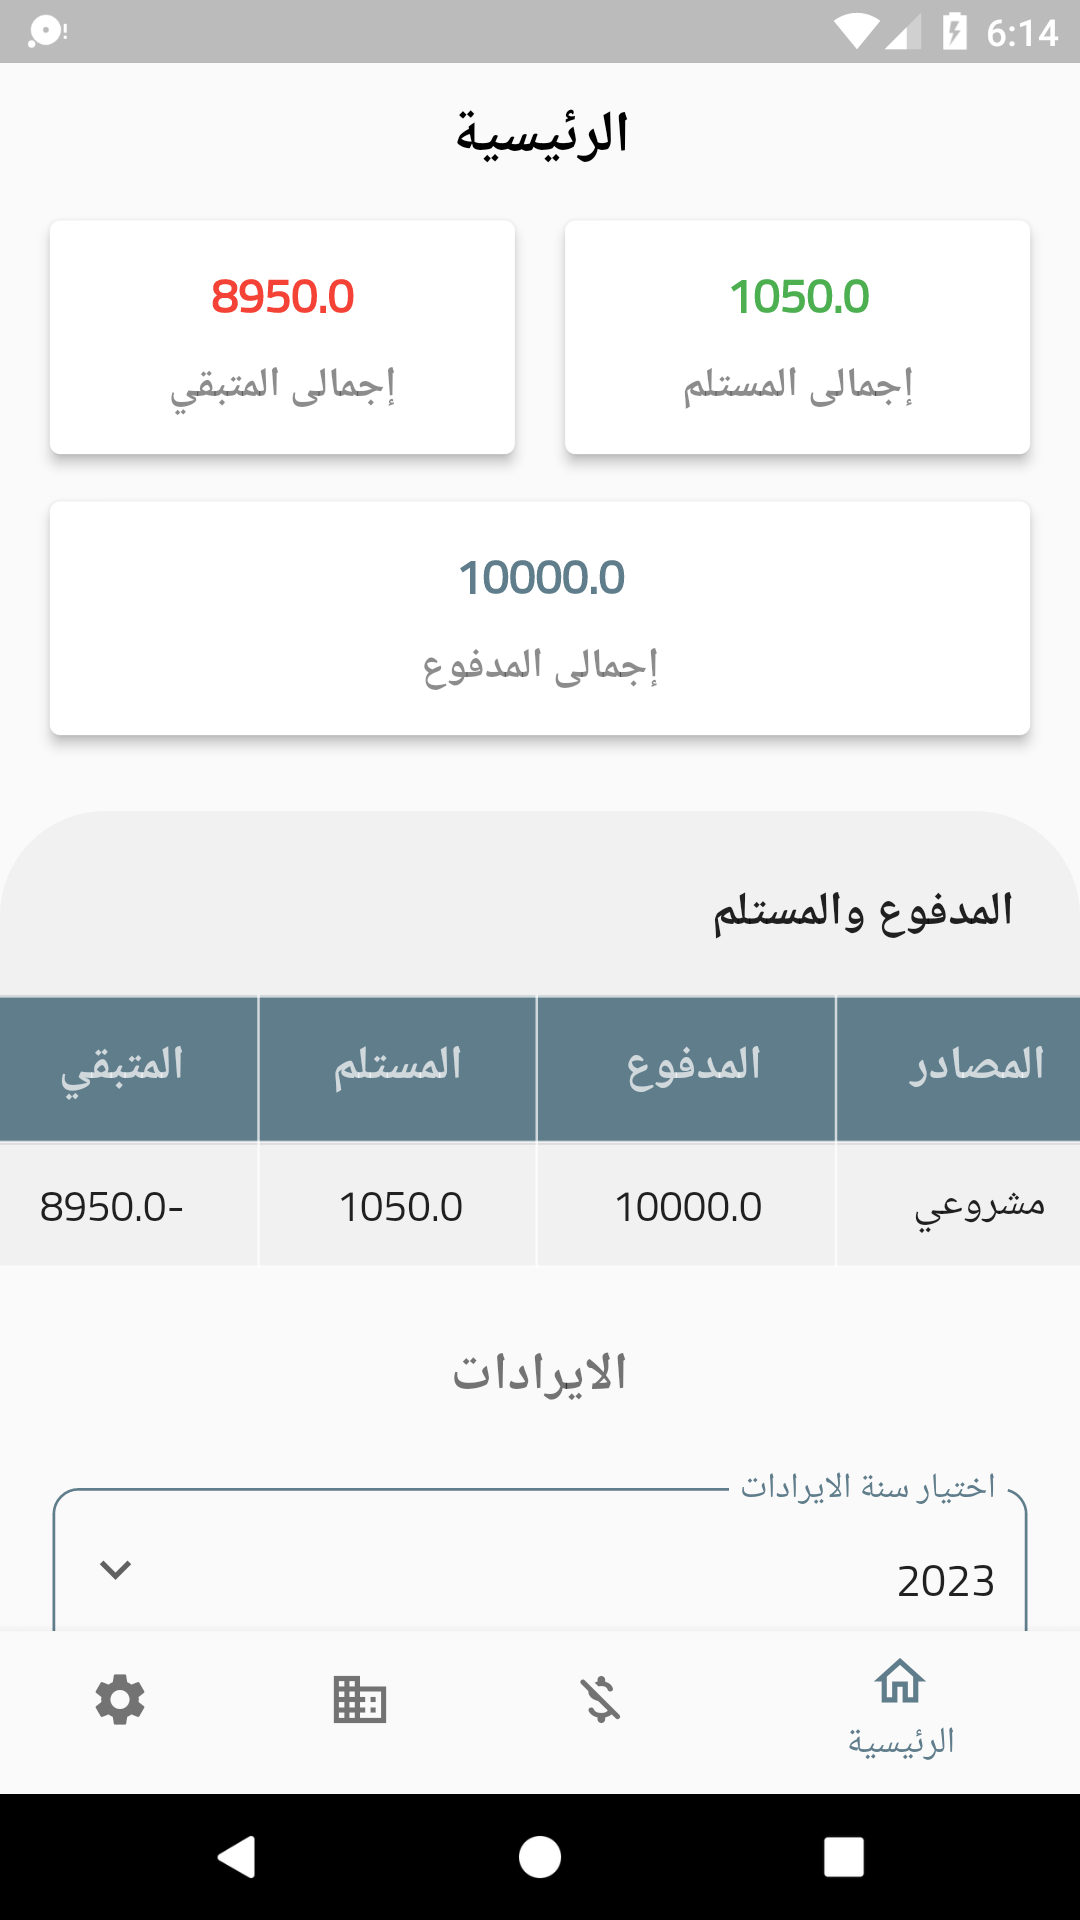 6:14
الرئيسية
1050.0
إجمالى المستلم
8950.0
إجمالى المتبقي
10000.0
إجمالى المدفوع
المدفوع والمستلم
المصادر المدفوع المستلم المتبقي
مشروعي 10000.0 1050.0 8950.0-
الايرادات
اختيار سنة الايرادات
2023
الرئيسية